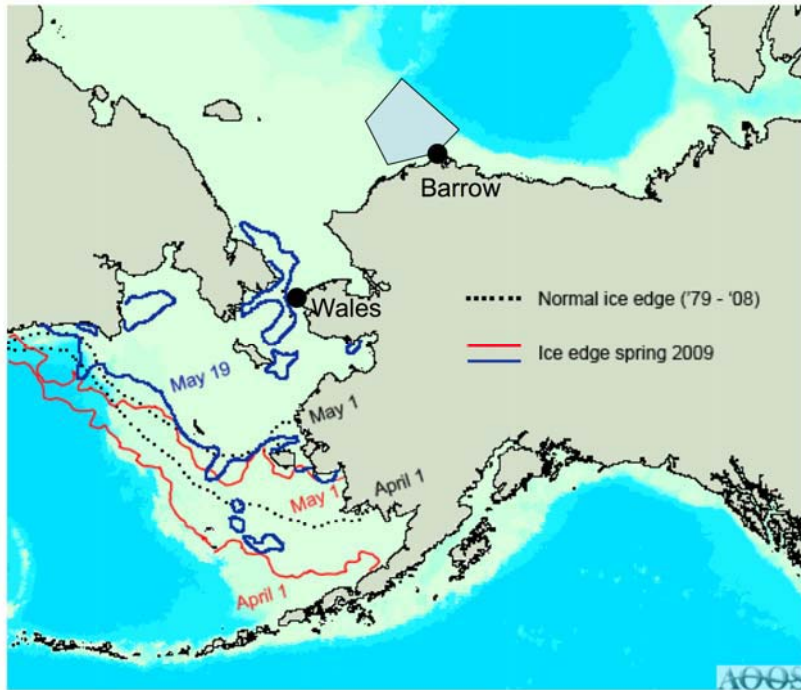 Barrow
Wales
Normal ice edge ('79 - '08)
Ice edge spring 2009
May 19
May 1
April 1
May 1
April 1
AOOS